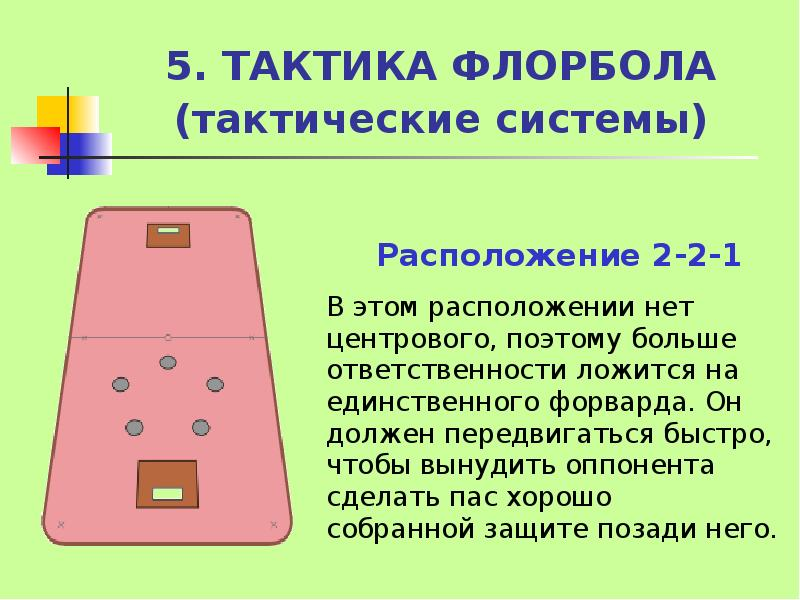 5. ТАКТИКА ФЛОРБОЛА
(тактические системы)
Расположение 2-2-1
В этом расположении нет
центрового, поэтому больше
ответственности ложится на
единственного форварда. Он
должен передвигаться быстро,
чтобы вынудить оппонента
сделать пас хорошо
собранной защите позади него.